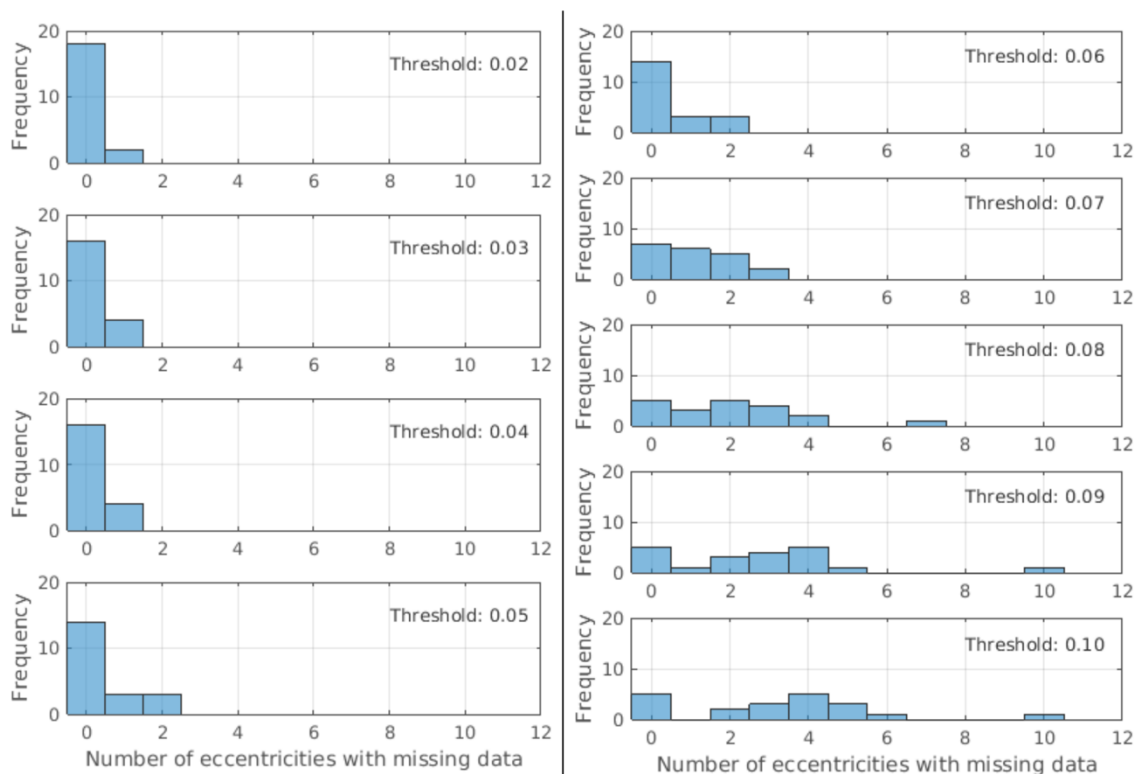 20
10
0
Frequency
Threshold: 0.02
0 2 4 6 8 10 12
20
10
0
Frequency
Threshold: 0.03
0 2 4 6 8 10 12
20
10
0
Frequency
Threshold: 0.04
0 2 4 6 8 10 12
20
10
0
Frequency
Threshold: 0.05
0 2 4 6 8 10 12
Number of eccentricities with missing data
20
10
0
Frequency
Threshold: 0.06
0 2 4 6 8 10 12
20
10
0
Frequency
Threshold: 0.07
0 2 4 6 8 10 12
20
10
0
Frequency
Threshold: 0.08
0 2 4 6 8 10 12
20
10
0
Frequency
Threshold: 0.09
0 2 4 6 8 10 12
20
10
0
Frequency
Threshold: 0.10
0 2 4 6 8 10 12
Number of eccentricities with missing data